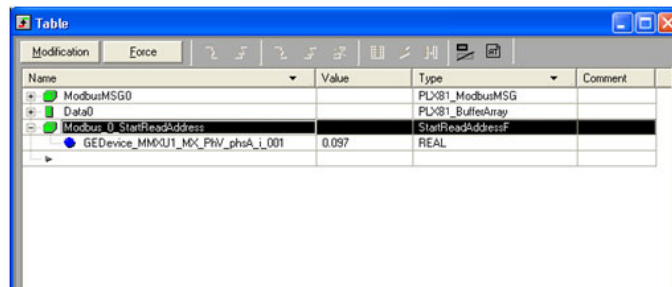 Table
Modification Force
Name Value Type Comment
ModbusMSG0 PLX81_ModbusMSG
Data0 PLX81_BufferArray
Modbus_0_StartReadAddress StartReadAddressF
GEDevice_MMXU1_MX_PhV_phsA_i_001 0.097 REAL